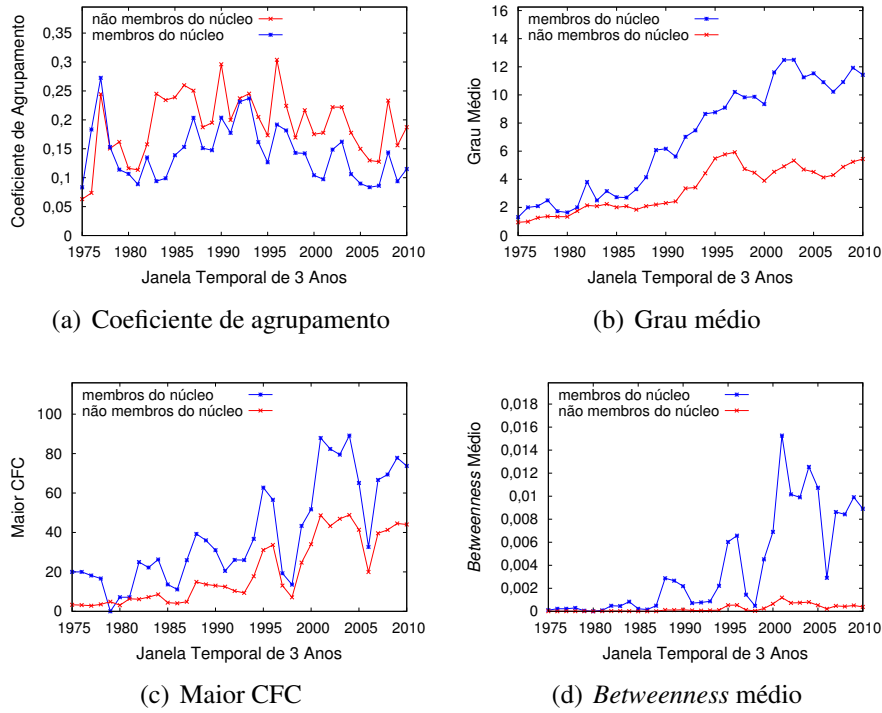 não membros do núcleo
membros do núcleo
0,35
0,3
0,25
0,2
0,15
0,1
0,05
0
Coeficiente de Agrupamento
1975 1980 1985 1990 1995 2000 2005 2010
Janela Temporal de 3 Anos
(a) Coeficiente de agrupamento
membros do núcleo
não membros do núcleo
16
14
12
10
8
6
4
2
0
Grau Médio
1975 1980 1985 1990 1995 2000 2005 2010
Janela Temporal de 3 Anos
(b) Grau médio
membros do núcleo
não membros do núcleo
100
80
60
40
20
0
Maior CFC
1975 1980 1985 1990 1995 2000 2005 2010
Janela Temporal de 3 Anos
(c) Maior CFC
membros do núcleo
não membros do núcleo
0,018
0,016
0,014
0,012
0,01
0,008
0,006
0,004
0,002
0
Betweenness Médio
1975 1980 1985 1990 1995 2000 2005 2010
Janela Temporal de 3 Anos
(d) Betweenness médio